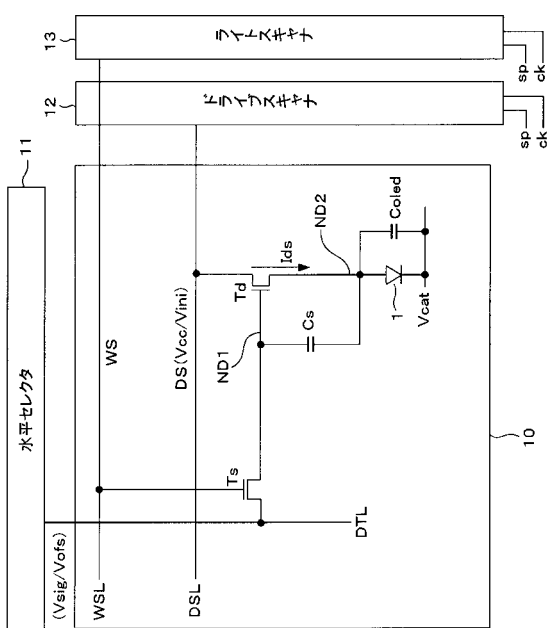 水平セレクタ
11
(Vsig/Vofs)
WSL
WS
DSL
DS(Vcc/Vini)
DTL
Ts
ND1
Td
Ids
ND2
Cs
Coled
1
Vcat
10
ドライブスキャナ
12
sp
ck
ライトスキャナ
13
sp
ck